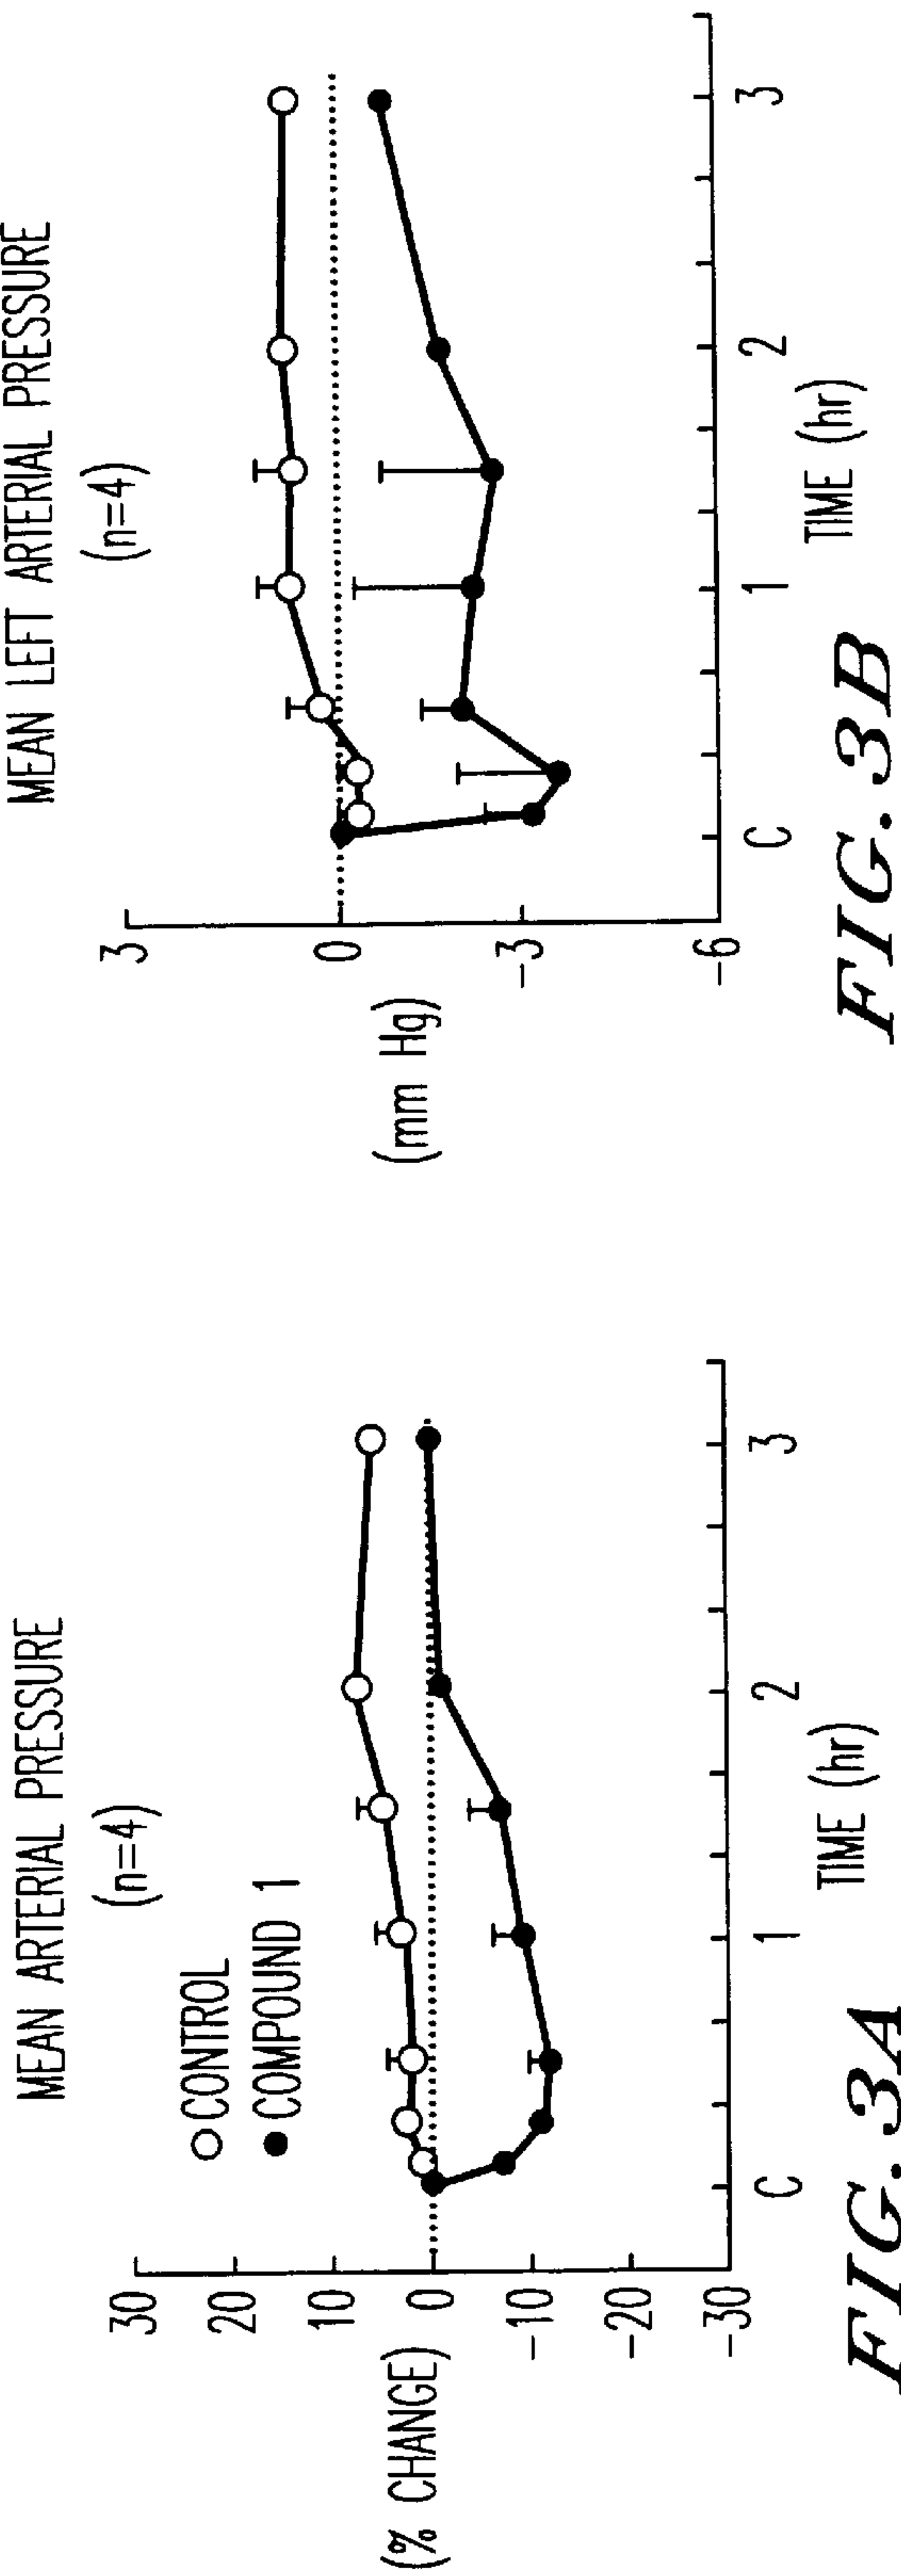 MEAN ARTERIAL PRESSURE
(n=4)
○ CONTROL
● COMPOUND 1
30
20
10
0
-10
-20
-30
(% CHANGE)
C 1 2 3
TIME (hr)
FIG. 3A
MEAN LEFT ARTERIAL PRESSURE
(n=4)
3
0
-3
-6
(mm Hg)
C 1 2 3
TIME (hr)
FIG. 3B